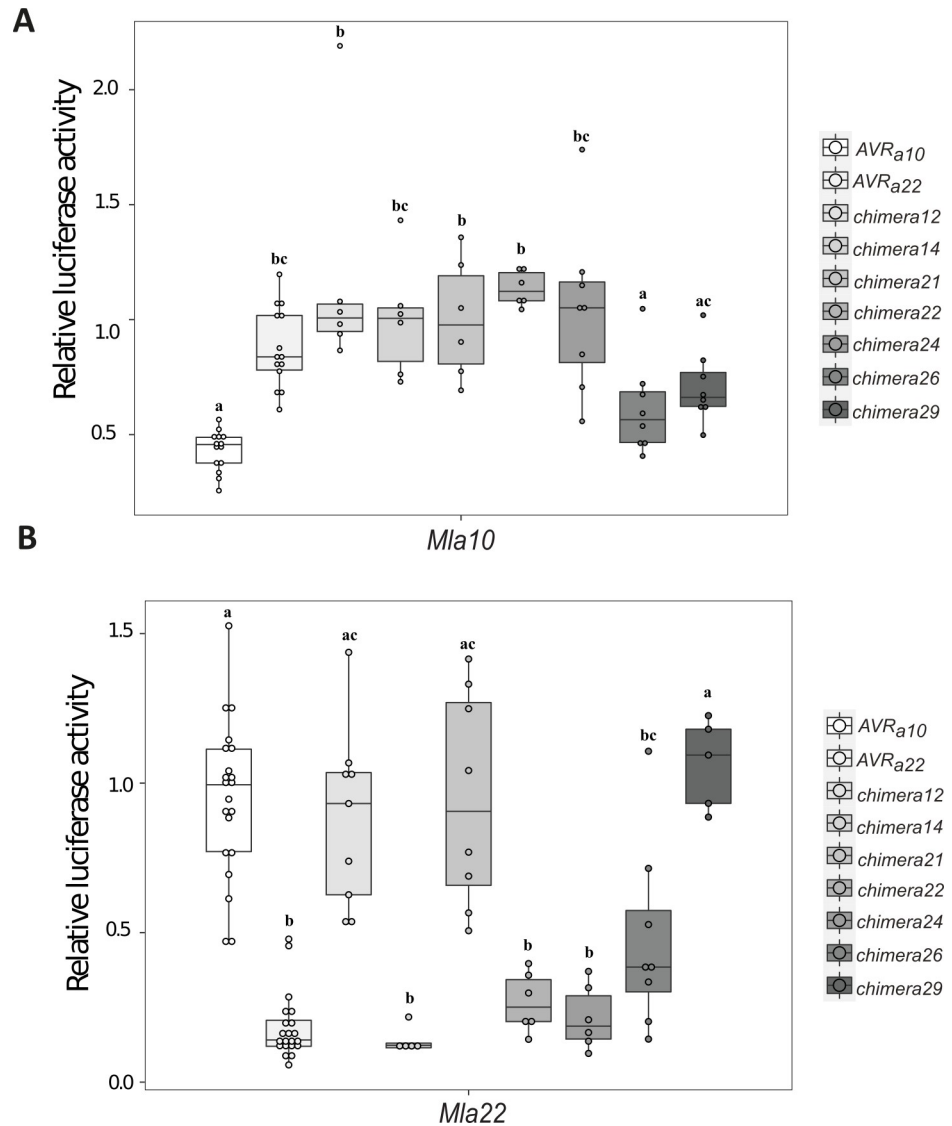 A
Relative luciferase activity
2.0
1.5
1.0
0.5
a
bc
b
bc
b
b
bc
a
ac
Mla10
AVRa10
AVRa22
chimera12
chimera14
chimera21
chimera22
chimera24
chimera26
chimera29
B
Relative luciferase activity
1.5
1.0
0.5
0.0
a
b
ac
b
ac
b
b
bc
a
Mla22
AVRa10
AVRa22
chimera12
chimera14
chimera21
chimera22
chimera24
chimera26
chimera29